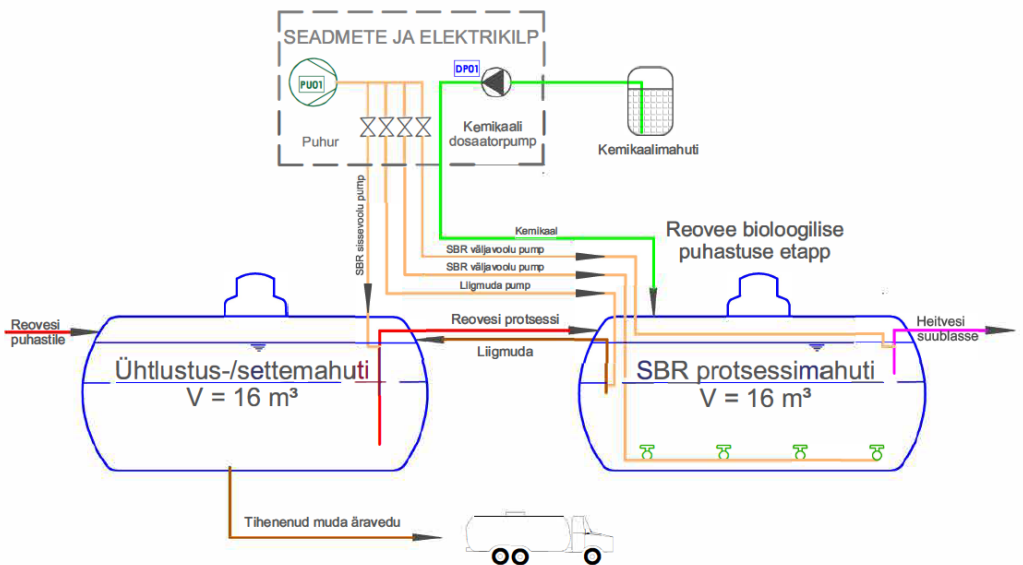 SEADMETE JA ELEKTRIKILP
PU01
DP01
Puhur
Kemikaali
dosaatorpump
Kemikaalimahuti
SBR sissevoolu pump
Kemikaal
SBR väljavoolu pump
SBR väljavoolu pump
Liigmuda pump
Reovee bioloogilise
puhastuse etapp
Reovesi
puhastile
Reovesi protsessi
Liigmuda
Heitvesi
suublasse
Ühtlustus-/settemahuti
V = 16 m³
SBR protsessimahuti
V = 16 m³
Tihenenud muda äravedu